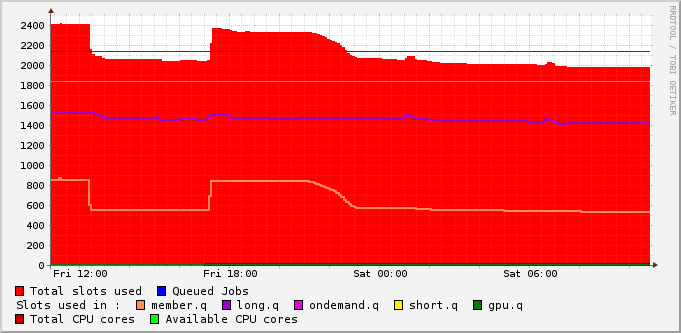 2400
2200
2000
1800
1600
1400
1200
1000
800
600
400
200
0
Fri 12:00 Fri 18:00 Sat 00:00 Sat 06:00
RRDTOOL / TOBI OETIKER
Total slots used Queued Jobs
Slots used in : member.q long.q ondemand.q short.q gpu.q
Total CPU cores Available CPU cores